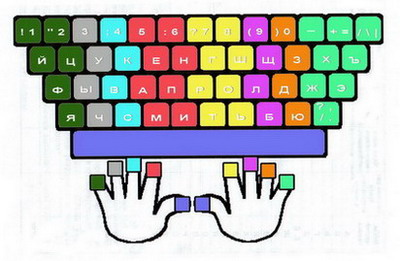 !1 "2 3 ;4 5 :6 ?7 8 (9 )0 − += /\|
Й Ц У К Е Н Г Ш Щ З Х Ъ
Ф Ы В А П Р О Л Д Ж Э
Я Ч С М И Т Ь Б Ю